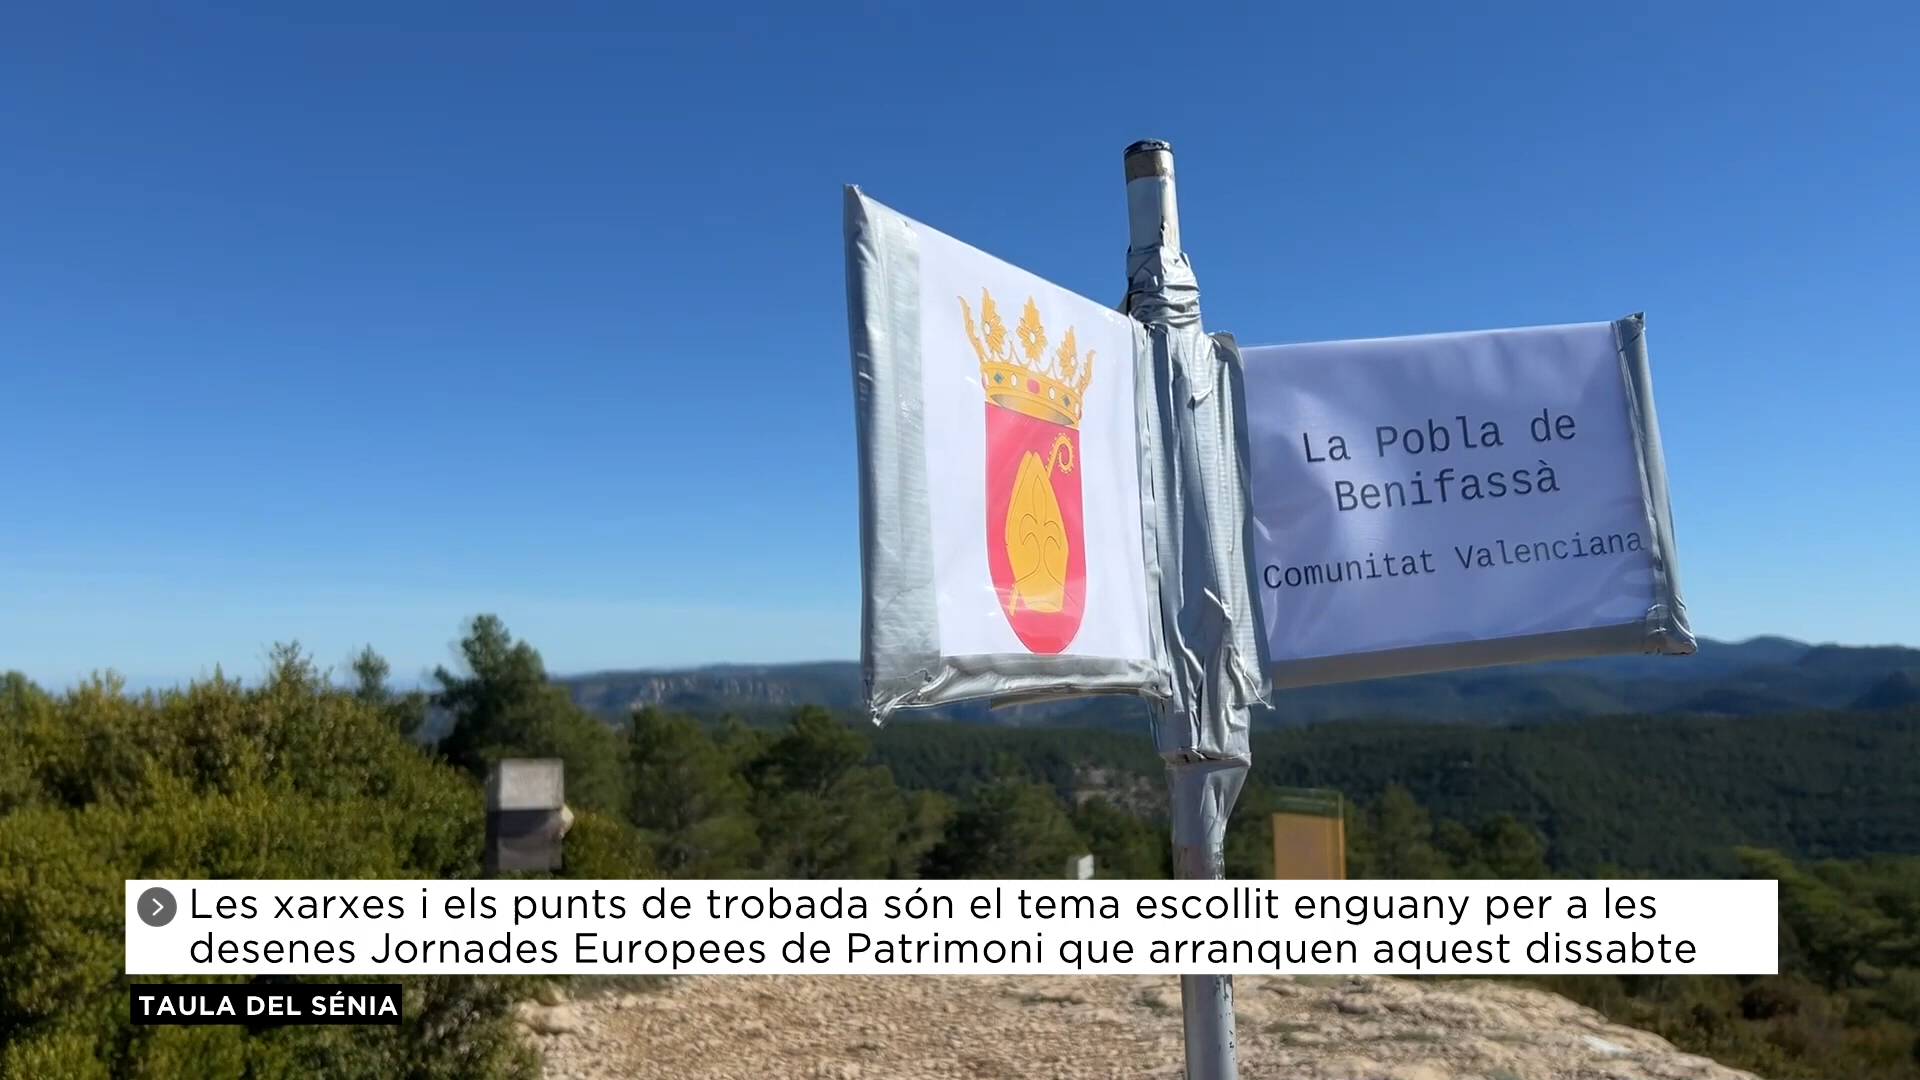 La Pobla de
Benifassà
Comunitat Valenciana
Les xarxes i els punts de trobada són el tema escollit enguany per a les
desenes Jornades Europees de Patrimoni que arranquen aquest dissabte
TAULA DEL SÉNIA